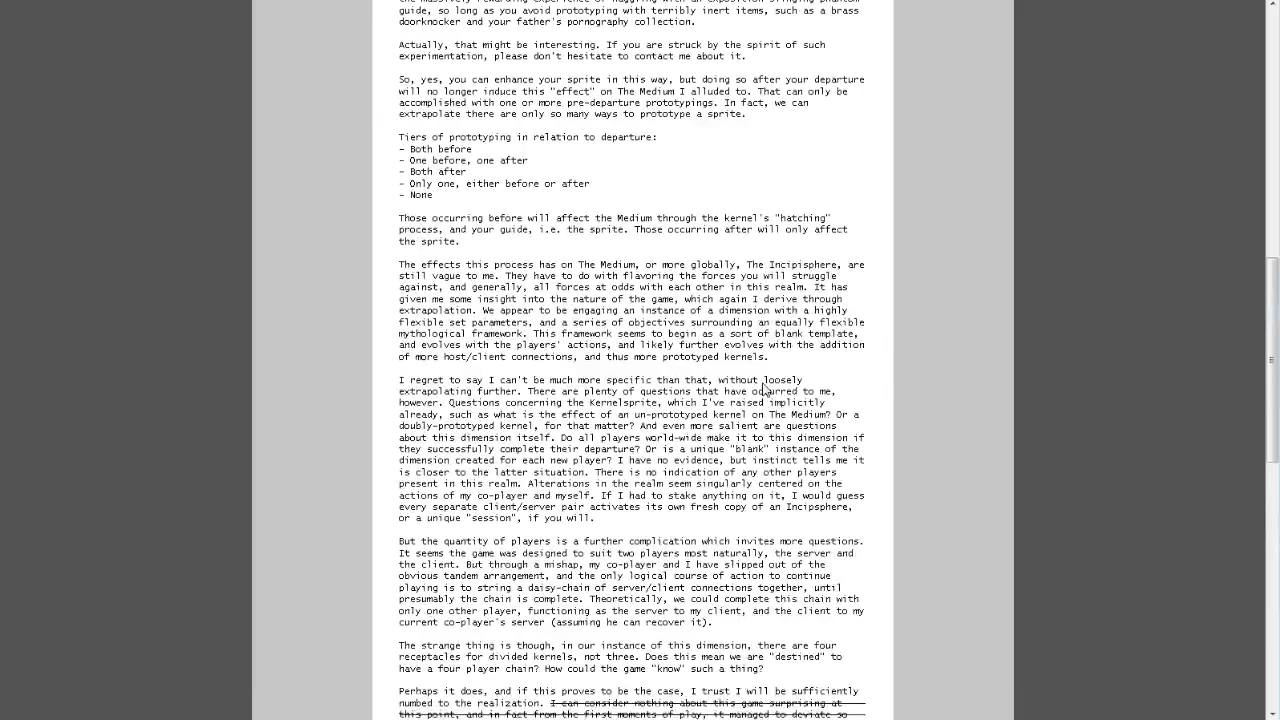 guide, so long as you avoid prototyping with terribly inert items, such as a brass
doorknocker and your father's pornography collection.
Actually, that might be interesting. If you are struck by the spirit of such
experimentation, please don't hesitate to contact me about it.
So, yes, you can enhance your sprite in this way, but doing so after your departure
will no longer induce this "effect" on The Medium I alluded to. That can only be
accomplished with one or more pre-departure prototypings. In fact, we can
extrapolate there are only so many ways to prototype a sprite.
Tiers of prototyping in relation to departure:
- Both before
- One before, one after
- Both after
- Only one, either before or after
- None
Those occurring before will affect the Medium through the kernel's "hatching"
process, and your guide, i.e. the sprite. Those occurring after will only affect
the sprite.
The effects this process has on The Medium, or more globally, The Incipisphere, are
still vague to me. They have to do with flavoring the forces you will struggle
against, and generally, all forces at odds with each other in this realm. It has
given me some insight into the nature of the game, which again I derive through
extrapolation. We appear to be engaging an instance of a dimension with a highly
flexible set parameters, and a series of objectives surrounding an equally flexible
mythological framework. This framework seems to begin as a sort of blank template,
and evolves with the players' actions, and likely further evolves with the addition
of more host/client connections, and thus more prototyped kernels.
I regret to say I can't be much more specific than that, without loosely
extrapolating further. There are plenty of questions that have occurred to me,
however. Questions concerning the Kernelsprite, which I've raised implicitly
already, such as what is the effect of an un-prototyped kernel on The Medium? Or a
doubly-prototyped kernel, for that matter? And even more salient are questions
about this dimension itself. Do all players world-wide make it to this dimension if
they successfully complete their departure? Or is a unique "blank" instance of the
dimension created for each new player? I have no evidence, but instinct tells me it
is closer to the latter situation. There is no indication of any other players
present in this realm. Alterations in the realm seem singularly centered on the
actions of my co-player and myself. If I had to stake anything on it, I would guess
every separate client/server pair activates its own fresh copy of an Incipsphere,
or a unique "session", if you will.
But the quantity of players is a further complication which invites more questions.
It seems the game was designed to suit two players most naturally, the server and
the client. But through a mishap, my co-player and I have slipped out of the
obvious tandem arrangement, and the only logical course of action to continue
playing is to string a daisy-chain of server/client connections together, until
presumably the chain is complete. Theoretically, we could complete this chain with
only one other player, functioning as the server to my client, and the client to my
current co-player's server (assuming he can recover it).
The strange thing is though, in our instance of this dimension, there are four
receptacles for divided kernels, not three. Does this mean we are "destined" to
have a four player chain? How could the game "know" such a thing?
Perhaps it does, and if this proves to be the case, I trust I will be sufficiently
numbed to the realization. I can consider nothing about this game surprising at
this point, and in fact from the first moments of play, it managed to deviate so